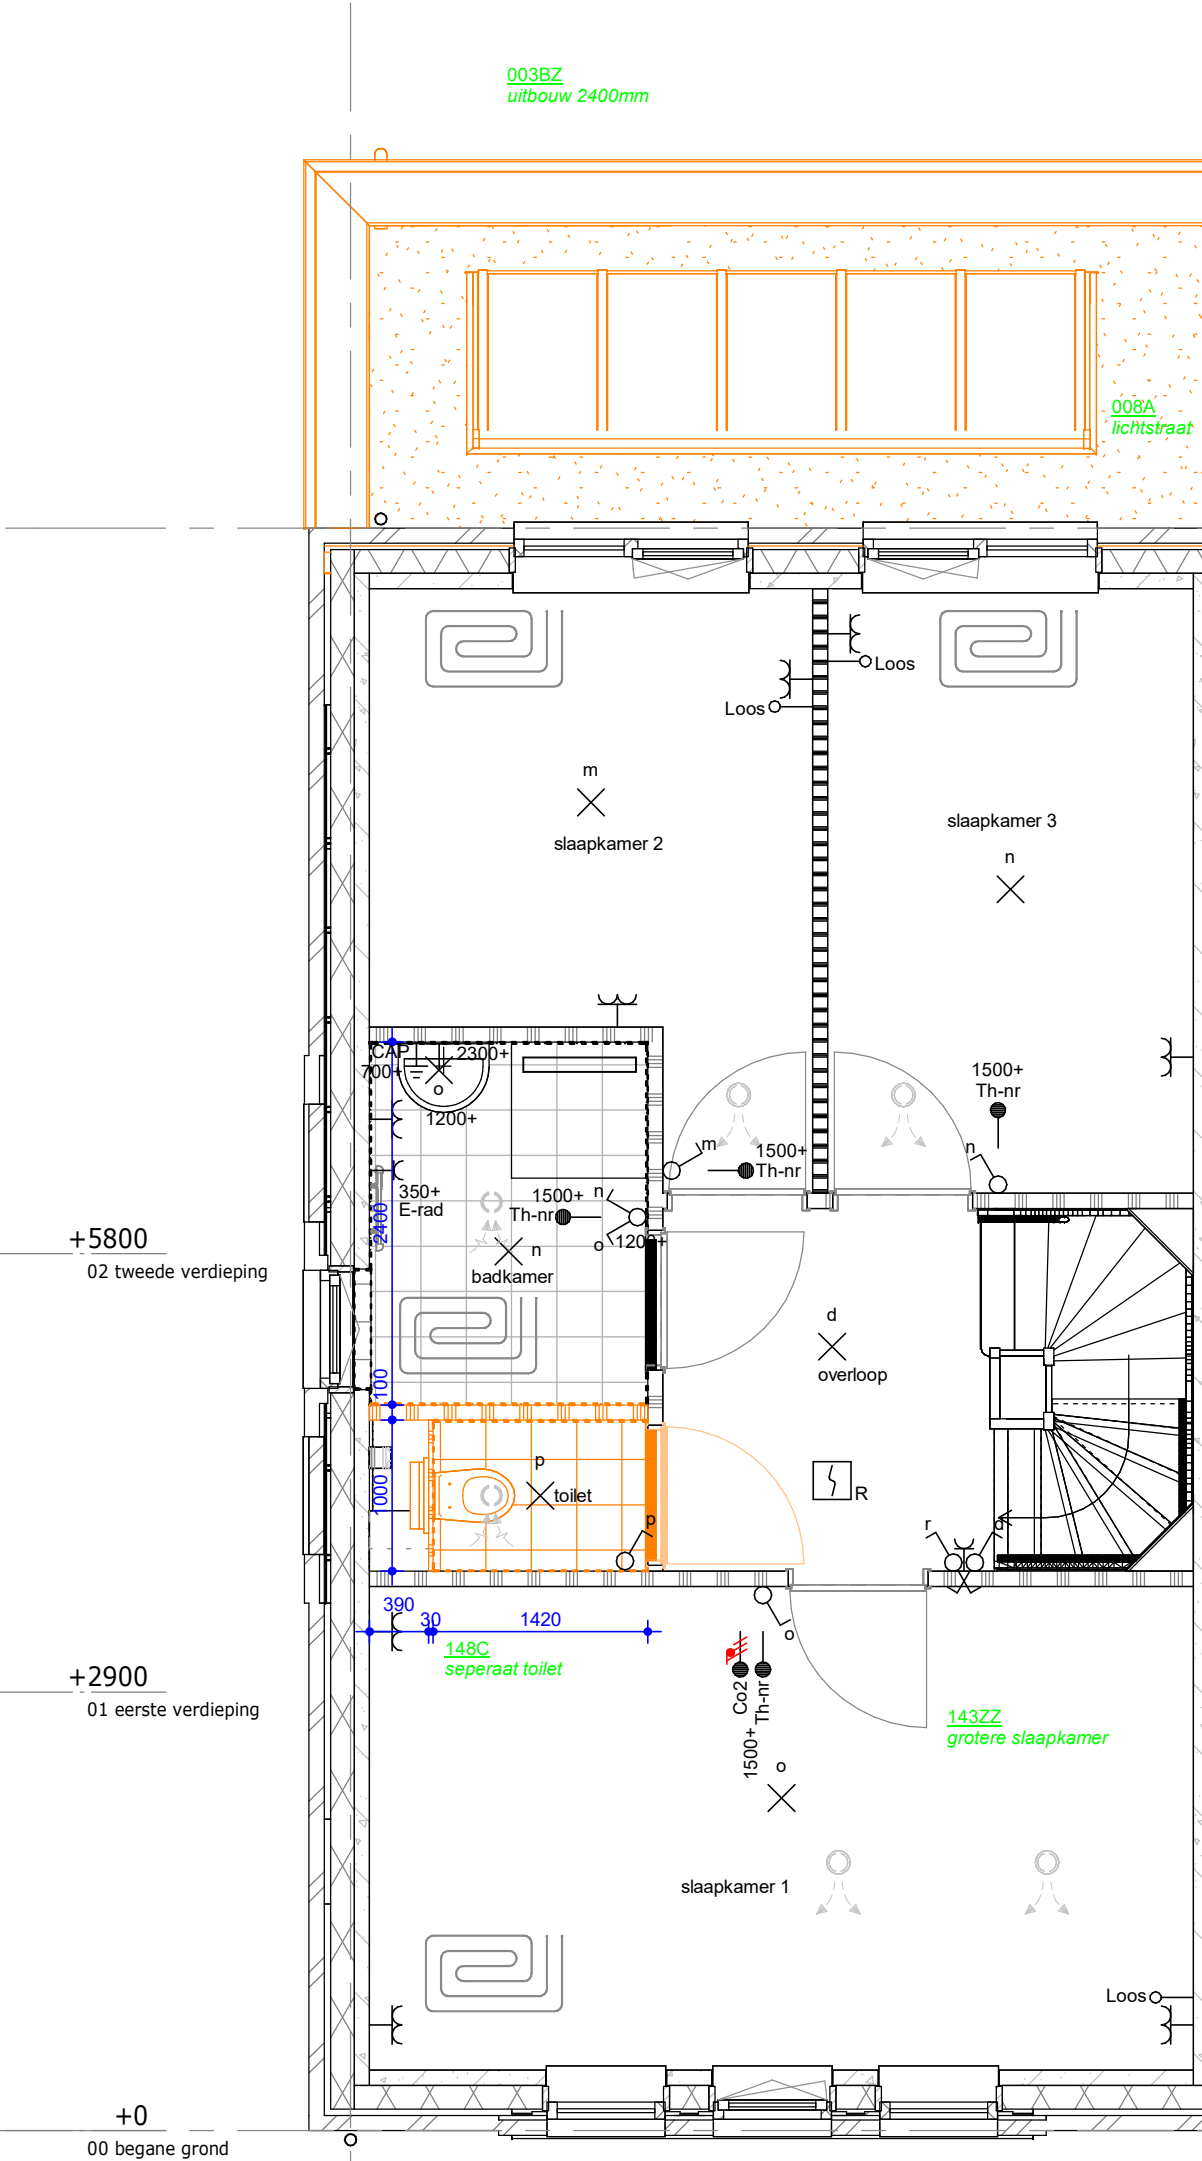 003BZ
uitbouw 2400mm
008A
lichtstraat
Loos
Loos
m
slaapkamer 2
slaapkamer 3
n
CAP
2300+
700+
o
1200+
1500+
Th-nr
m
1500+
Th-nr
n
350+
E-rad
1500+
Th-nr
n
o
1200+
2400
n
badkamer
+5800
02 tweede verdieping
d
overloop
100
p
toilet
1000
R
p
r
d
390
30
1420
o
148C
seperaat toilet
+2900
01 eerste verdieping
Co2
Th-nr
1500+
143ZZ
grotere slaapkamer
o
slaapkamer 1
Loos
+0
00 begane grond